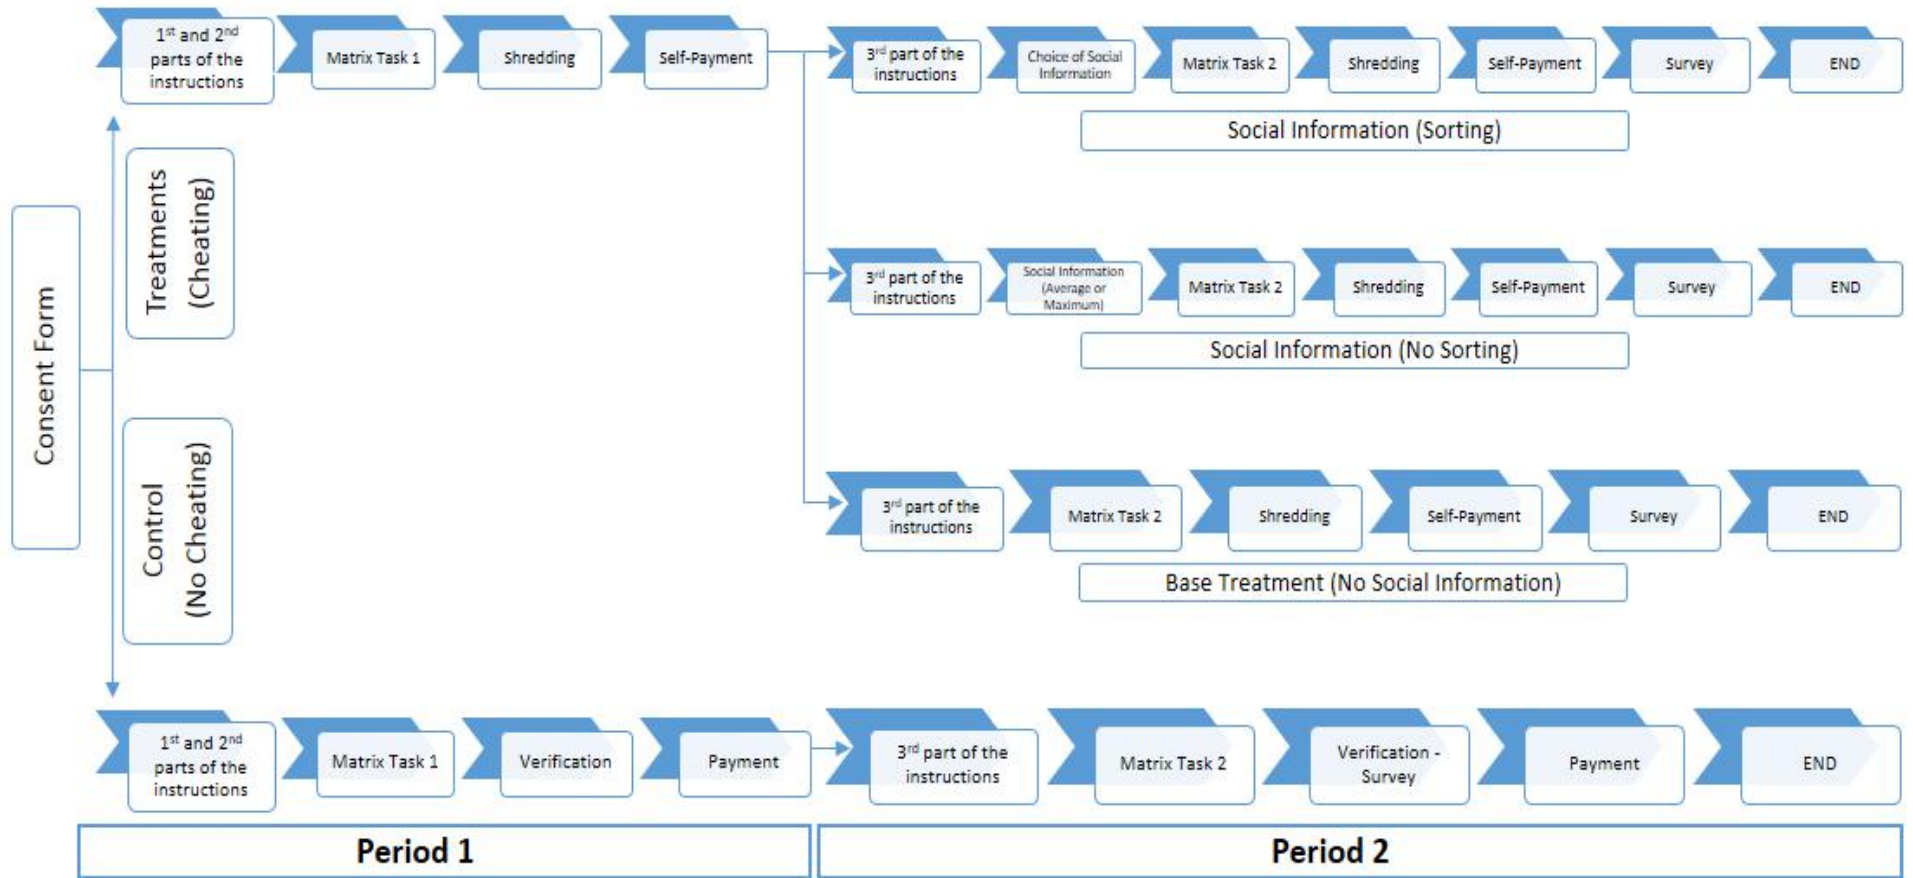 Consent Form
Treatments
(Cheating)
Control
(No Cheating)
1st and 2nd
parts of the
instructions
Matrix Task 1
Shredding
Self-Payment
3rd part of the
instructions
Choice of Social
Information
Matrix Task 2
Shredding
Self-Payment
Survey
END
Social Information (Sorting)
3rd part of the
instructions
Social Information
(Average or
Maximum)
Matrix Task 2
Shredding
Self-Payment
Survey
END
Social Information (No Sorting)
3rd part of the
instructions
Matrix Task 2
Shredding
Self-Payment
Survey
END
Base Treatment (No Social Information)
1st and 2nd
parts of the
instructions
Matrix Task 1
Verification
Payment
3rd part of the
instructions
Matrix Task 2
Verification -
Survey
Payment
END
Period 1
Period 2